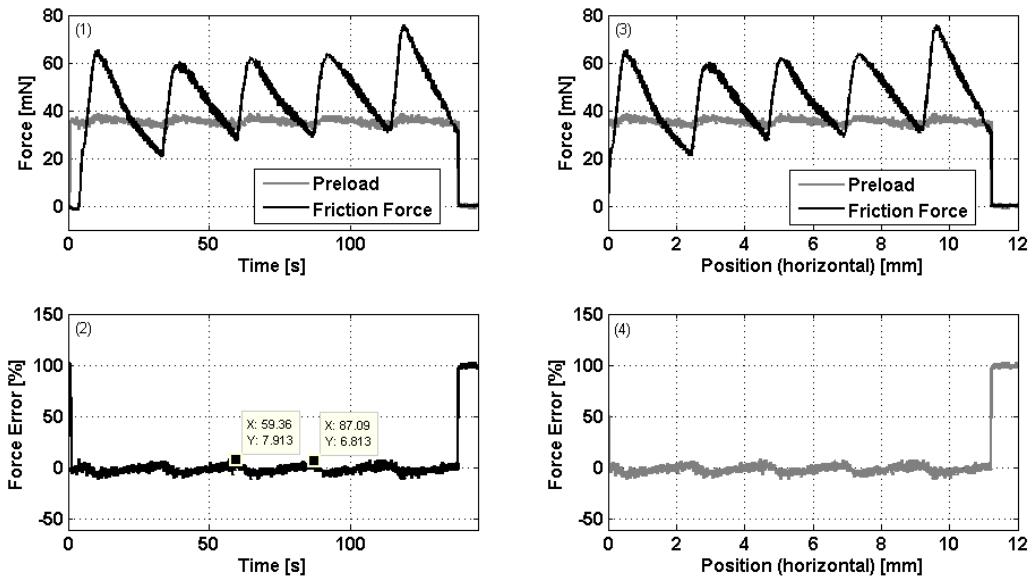 (1)
80
60
40
20
0
Force [mN]
Preload
Friction Force
0
50
100
Time [s]
(3)
80
60
40
20
0
Force [mN]
Preload
Friction Force
0
2
4
6
8
10
12
Position (horizontal) [mm]
(2)
150
100
50
0
-50
Force Error [%]
X: 59.36
Y: 7.913
X: 87.09
Y: 6.813
0
50
100
Time [s]
(4)
150
100
50
0
-50
Force Error [%]
0
2
4
6
8
10
12
Position (horizontal) [mm]